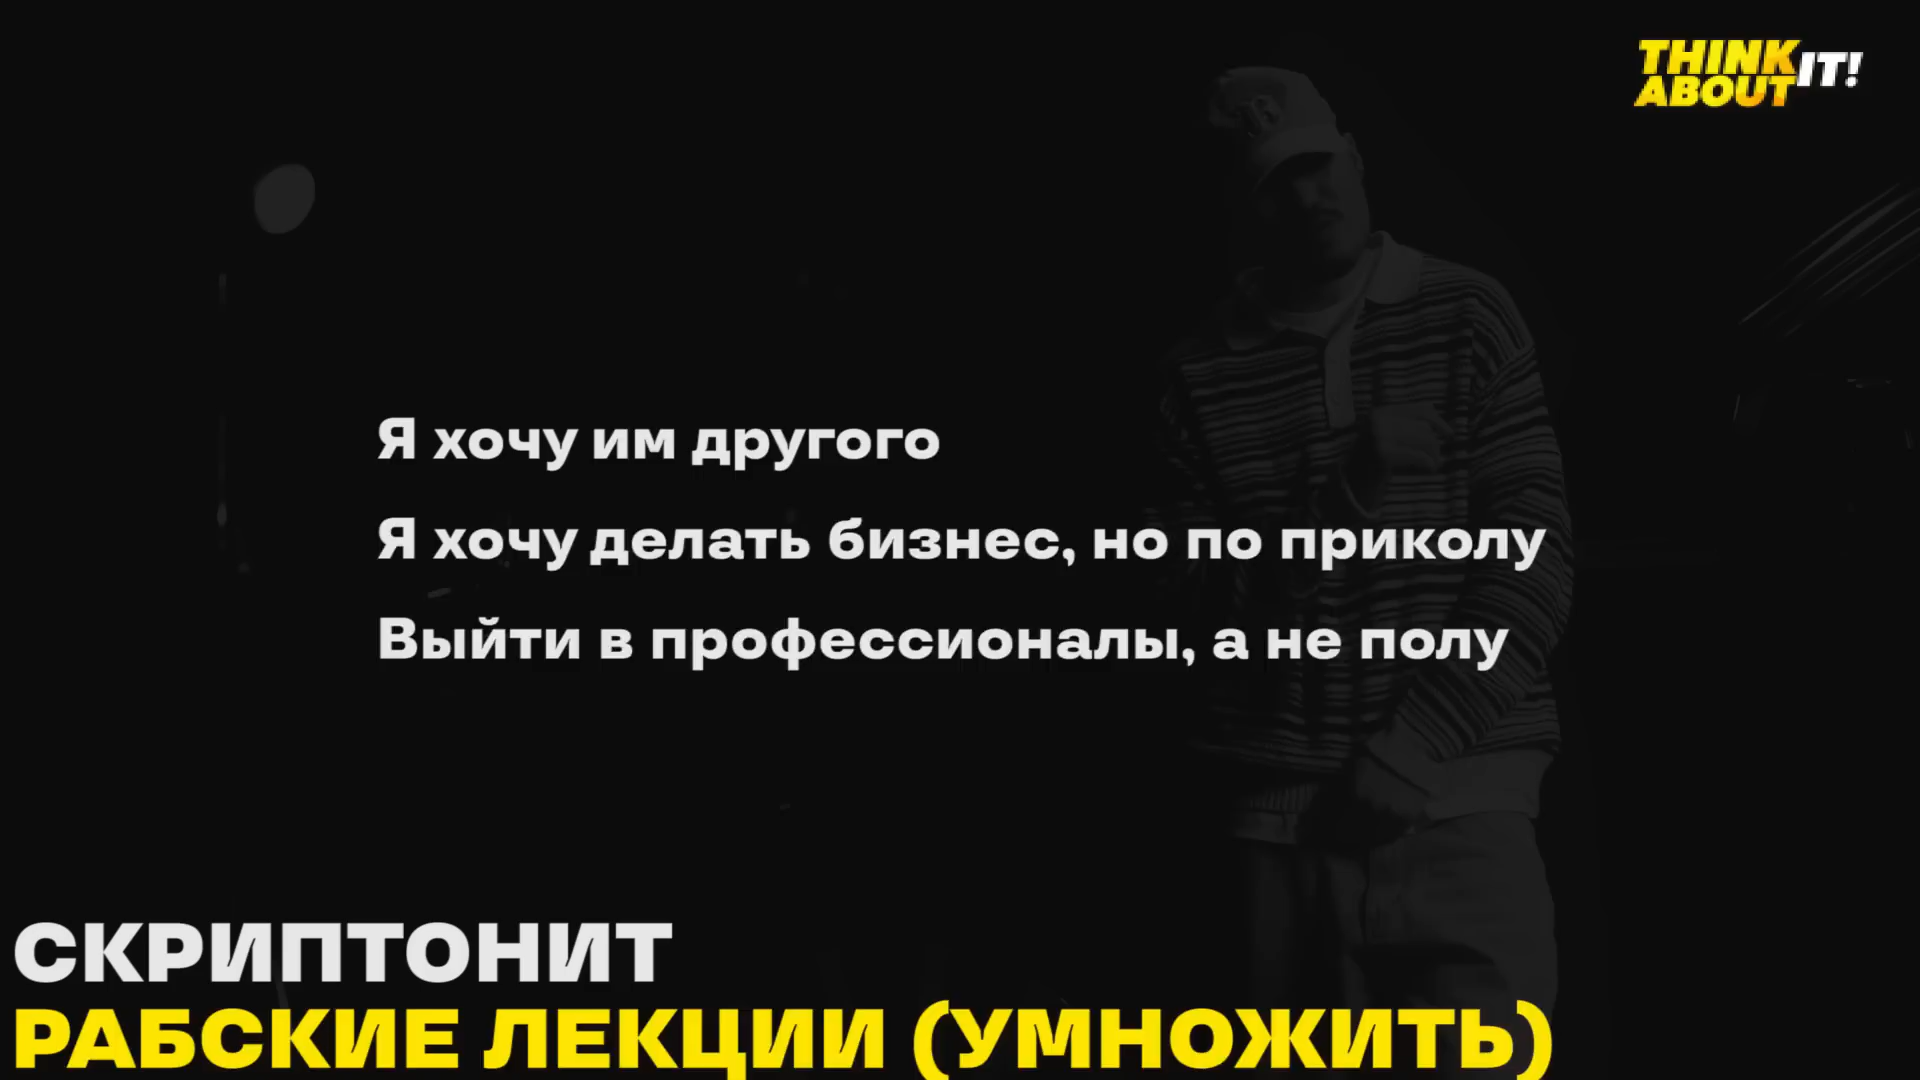 THINK
ABOUT IT!
Я хочу им другого
Я хочу делать бизнес, но по приколу
Выйти в профессионалы, а не полу
СКРИПТОНИТ
РАБСКИЕ ЛЕКЦИИ (УМНОЖИТЬ)